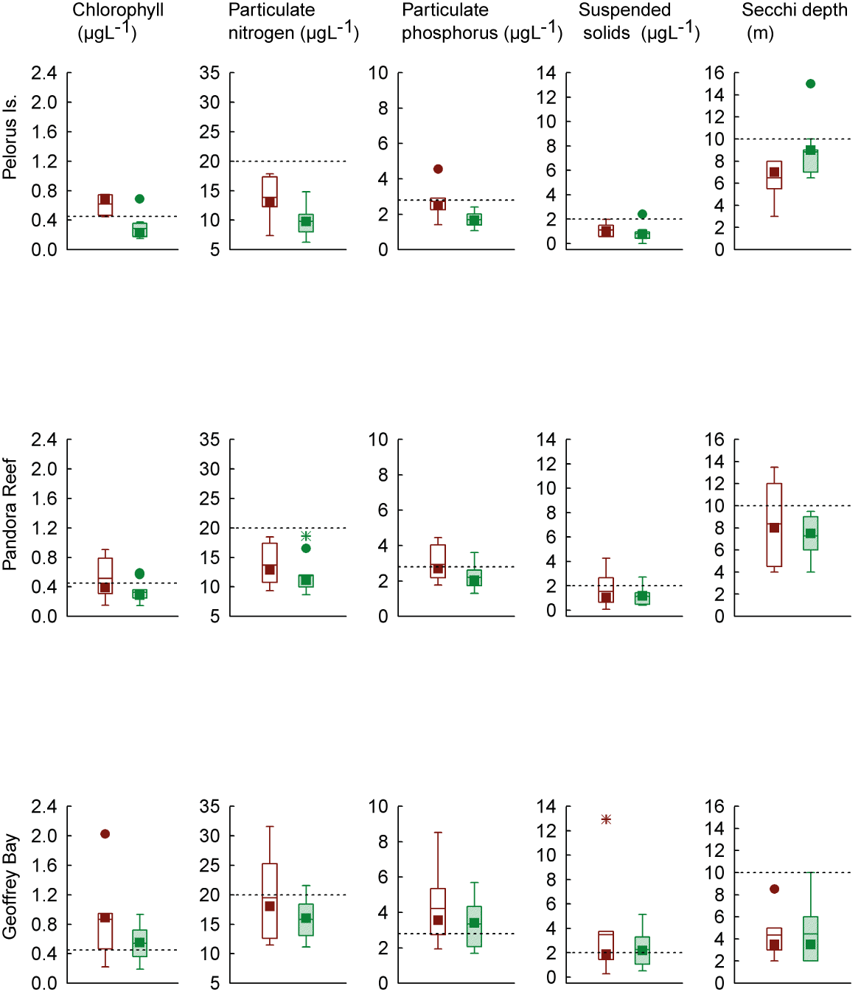 Chlorophyll Particulate Particulate Suspended Secchi depth
(µgL-1) nitrogen (µgL-1) phosphorus (µgL-1) solids (µgL-1) (m)
Pelorus Is.
2.4 35 10 14 16
2.0 30 8 12 14
1.6 25 6 10 12
1.2 20 4 8 10
0.8 15 2 6 8
0.4 10 0 4 6
0.0 5 2 4
0 2
0
Pandora Reef
2.4 35 10 14 16
2.0 30 8 12 14
1.6 25 6 10 12
1.2 20 4 8 10
0.8 15 2 6 8
0.4 10 0 4 6
0.0 5 2 4
0 2
0
Geoffrey Bay
2.4 35 10 14 16
2.0 30 8 12 14
1.6 25 6 10 12
1.2 20 4 8 10
0.8 15 2 6 8
0.4 10 0 4 6
0.0 5 2 4
0 2
0